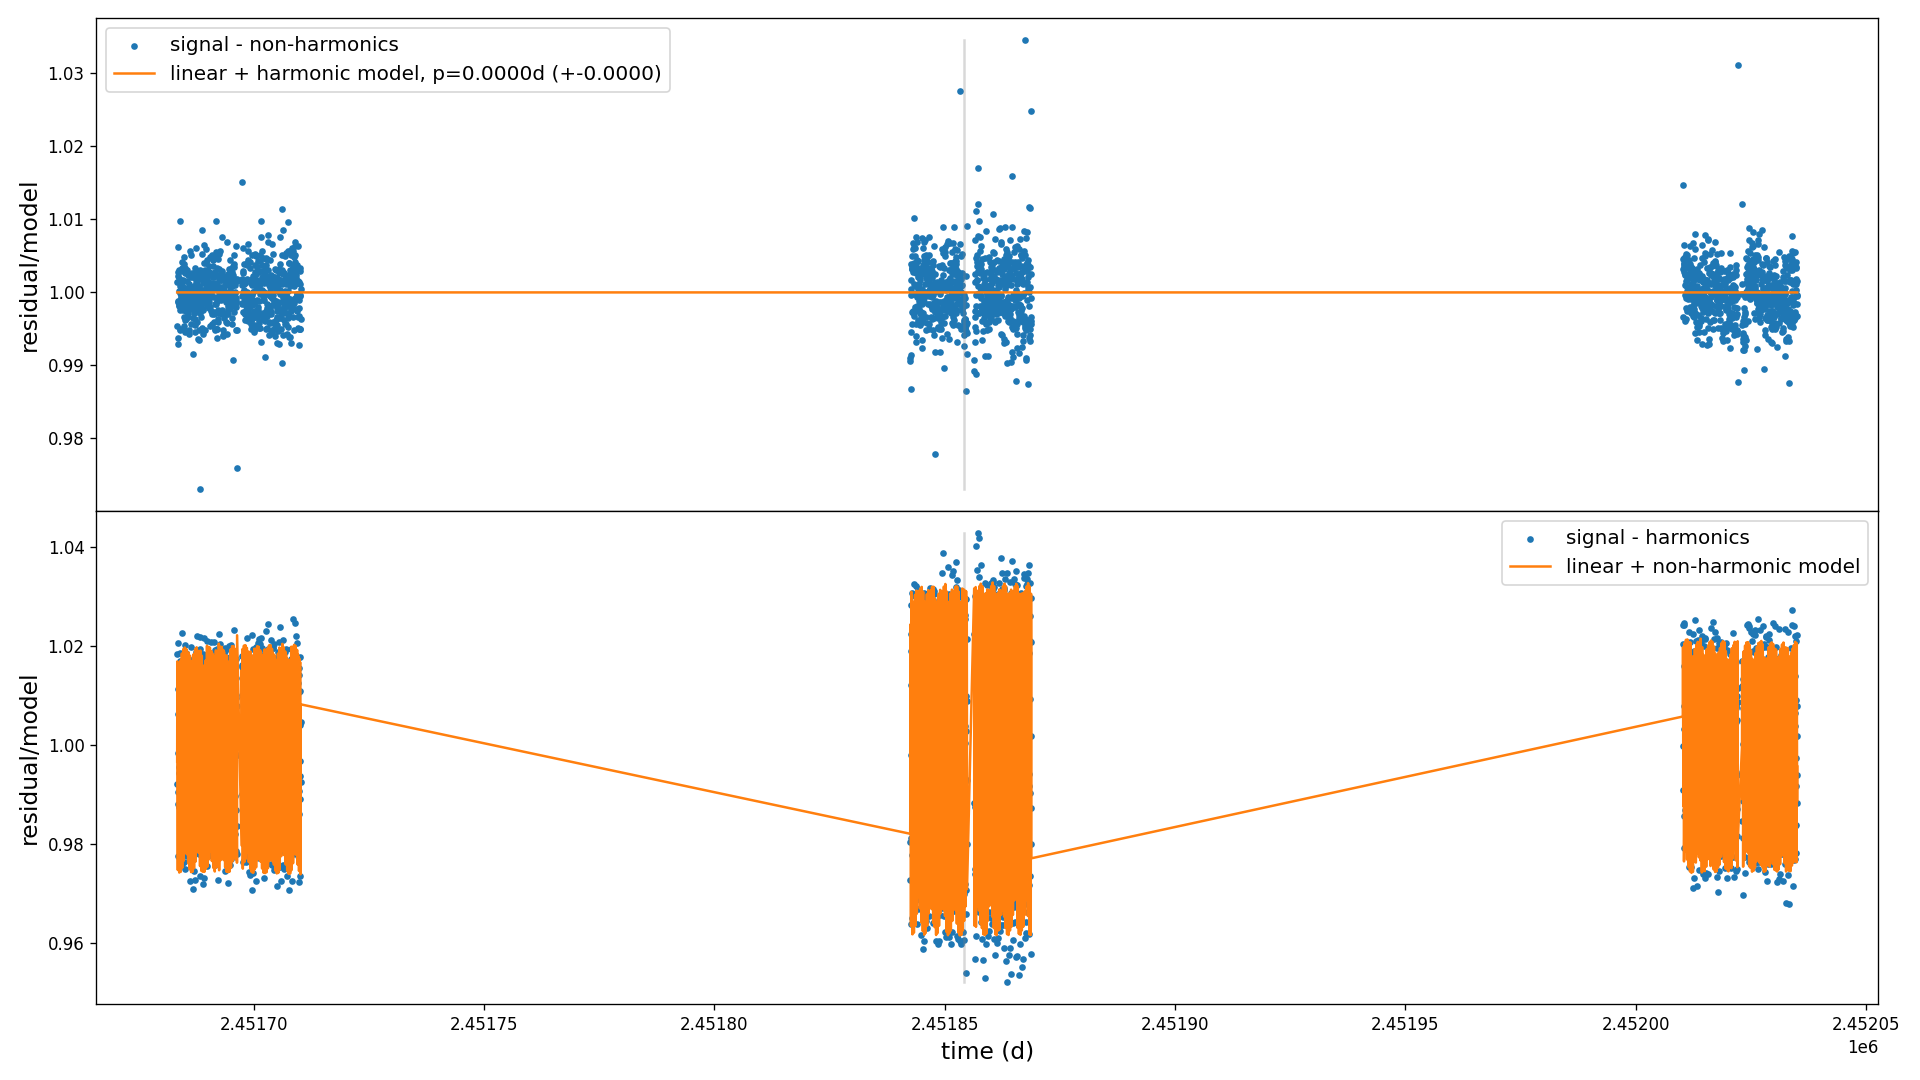 signal - non-harmonics
linear + harmonic model, p=0.0000d (+-0.0000)
1.03
1.02
1.01
1.00
0.99
0.98
residual/model
signal - harmonics
linear + non-harmonic model
1.04
1.02
1.00
0.98
0.96
residual/model
2.45170 2.45175 2.45180 2.45185 2.45190 2.45195 2.45200 2.45205
time (d)
1e6